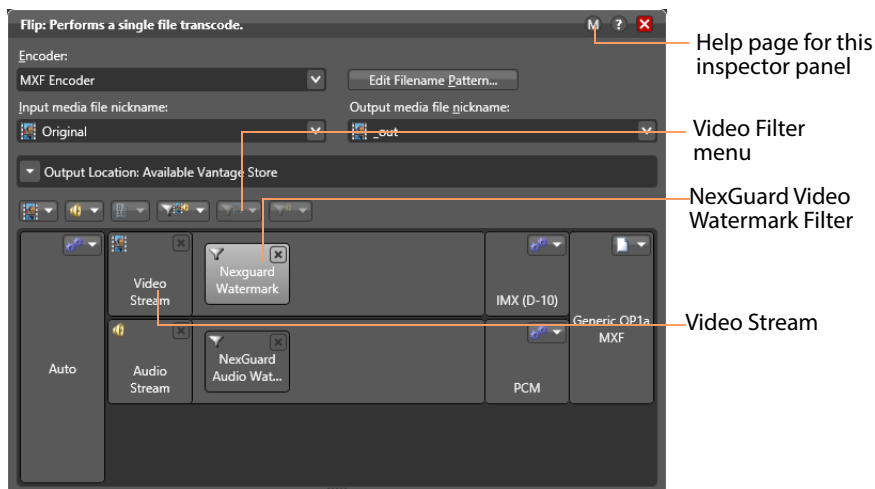 Flip: Performs a single file transcode.
M ?
Encoder:
MXF Encoder
Edit Filename Pattern...
Input media file nickname:
Output media file nickname:
Original
_out
Output Location: Available Vantage Store
Auto
Video
Stream
Nexguard
Watermark
IMX (D-10)
Generic OP1a
MXF
Audio
Stream
NexGuard
Audio Wat...
PCM
Help page for this
inspector panel
Video Filter
menu
NexGuard Video
Watermark Filter
Video Stream